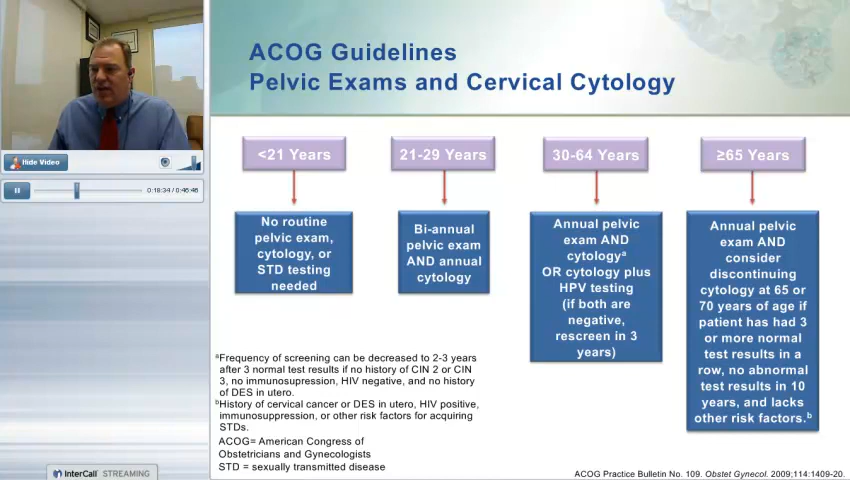 ACOG Guidelines
Pelvic Exams and Cervical Cytology
Hide Video
0:18:34 / 0:46:46
<21 Years
No routine
pelvic exam,
cytology, or
STD testing
needed
21-29 Years
Bi-annual
pelvic exam
AND annual
cytology
30-64 Years
Annual pelvic
exam AND
cytologyᵃ
OR cytology plus
HPV testing
(if both are
negative,
rescreen in 3
years)
≥65 Years
Annual pelvic
exam AND
consider
discontinuing
cytology at 65 or
70 years of age if
patient has had 3
or more normal
test results in a
row, no abnormal
test results in 10
years, and lacks
other risk factors.ᵇ
ᵃFrequency of screening can be decreased to 2-3 years
after 3 normal test results if no history of CIN 2 or CIN
3, no immunosupression, HIV negative, and no history
of DES in utero.
ᵇHistory of cervical cancer or DES in utero, HIV positive,
immunosuppression, or other risk factors for acquiring
STDs.
ACOG= American Congress of
Obstetricians and Gynecologists
STD = sexually transmitted disease
ACOG Practice Bulletin No. 109. Obstet Gynecol. 2009;114:1409-20.
InterCall STREAMING